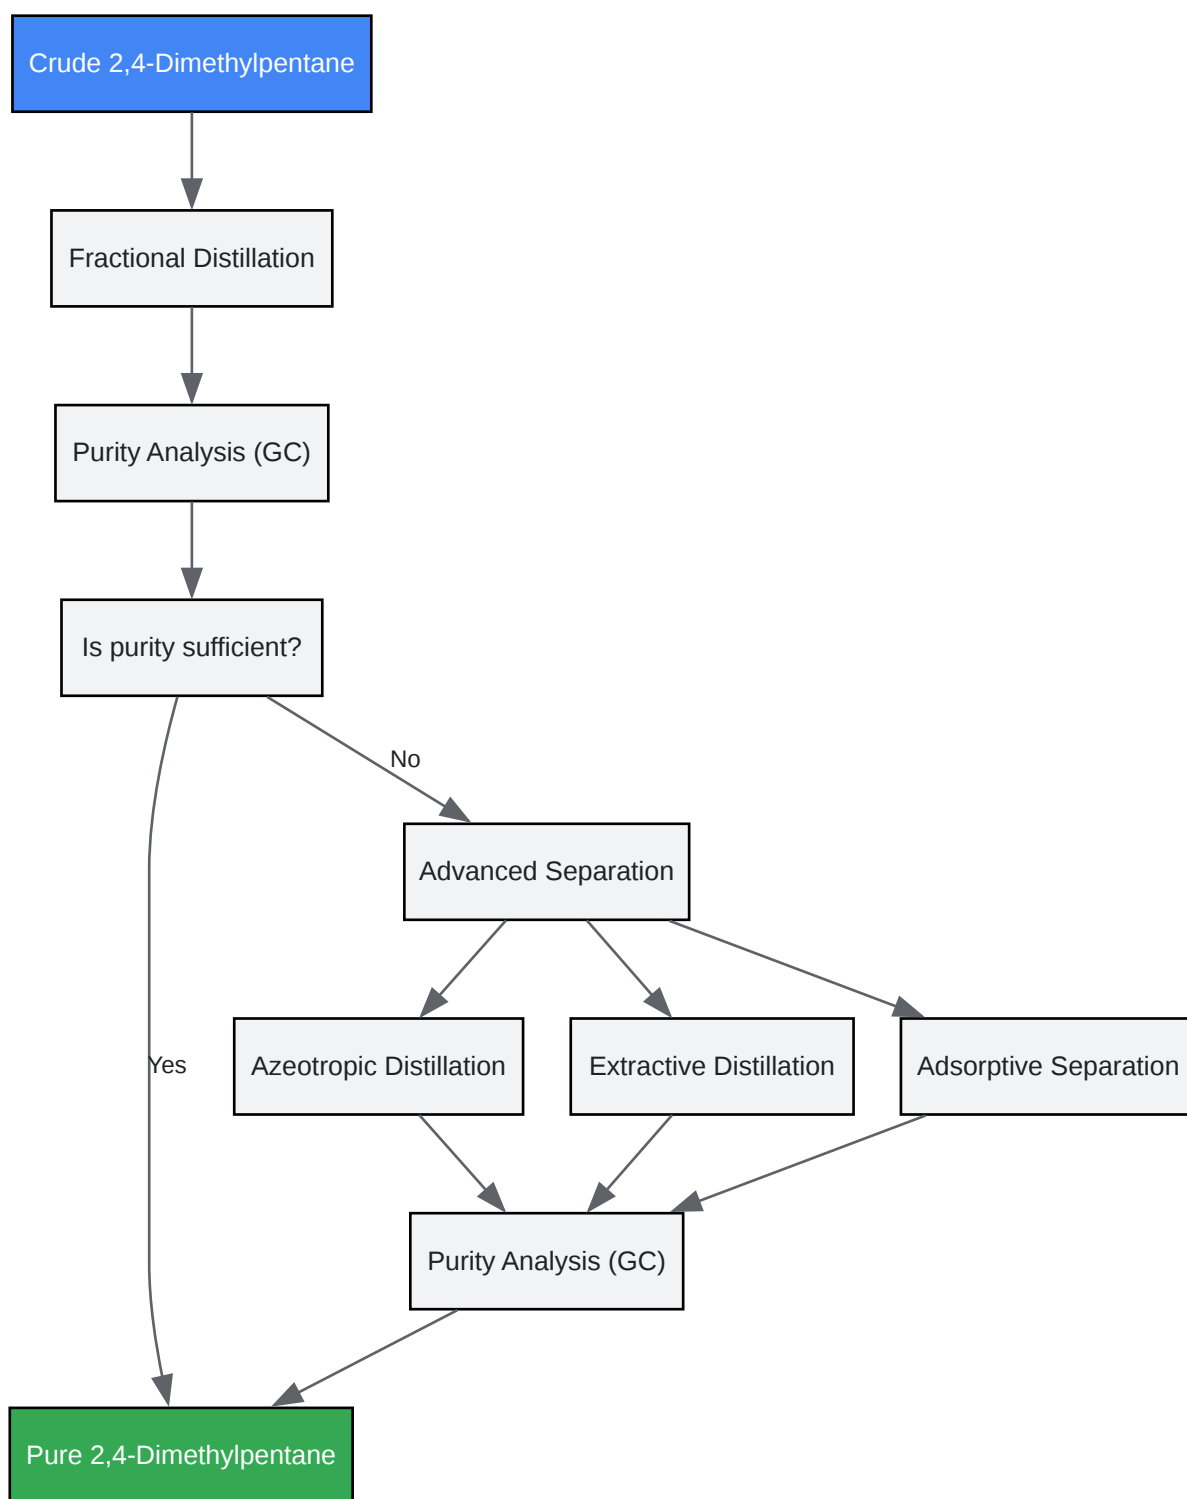 Crude 2,4-Dimethylpentane
Fractional Distillation
Purity Analysis (GC)
Is purity sufficient?
No
Advanced Separation
Yes
Azeotropic Distillation
Extractive Distillation
Adsorptive Separation
Purity Analysis (GC)
Pure 2,4-Dimethylpentane